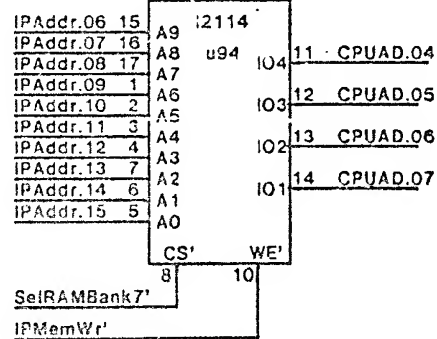 i2114
u94
IPAddr.06 15 A9
IPAddr.07 16 A8
IPAddr.08 17 A7
IPAddr.09 1 A6
IPAddr.10 2 A5
IPAddr.11 3 A4
IPAddr.12 4 A3
IPAddr.13 7 A2
IPAddr.14 6 A1
IPAddr.15 5 A0
IO4 11 CPUAD.04
IO3 12 CPUAD.05
IO2 13 CPUAD.06
IO1 14 CPUAD.07
CS' WE'
8 10
SelRAMBank7'
IPMemWr'